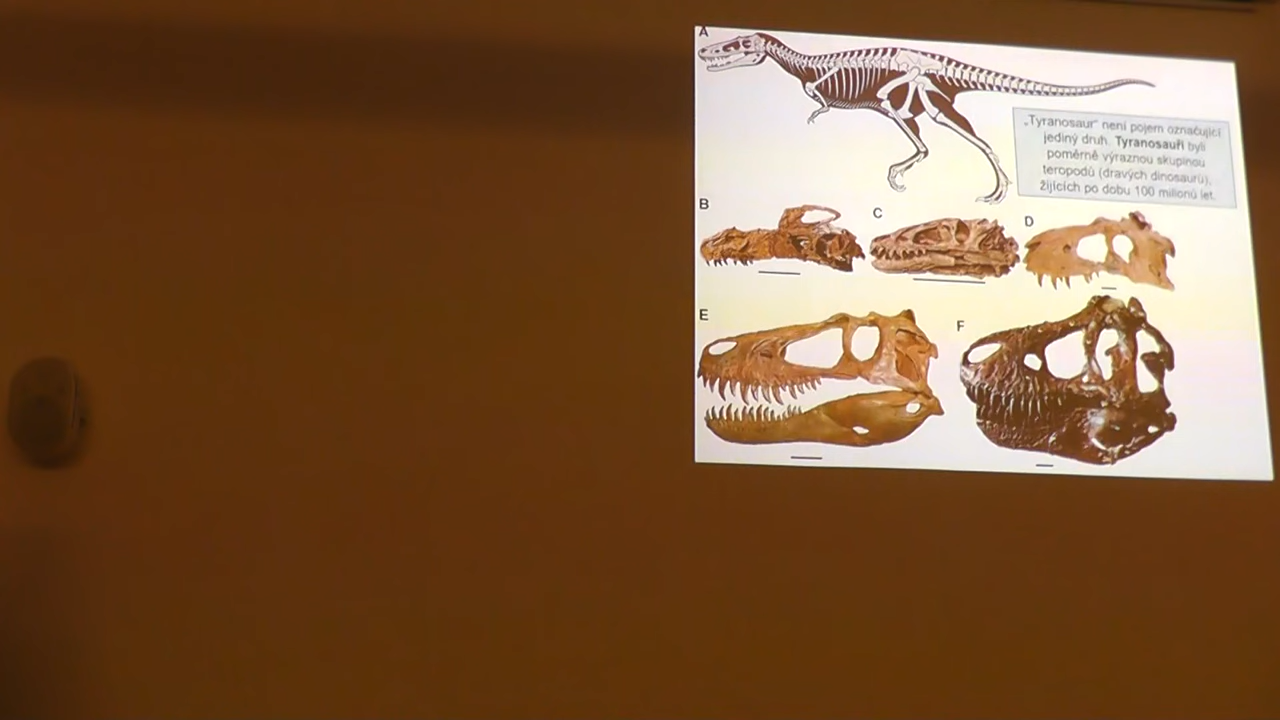 A
„Tyranosaur“ není pojem označující
jediný druh. Tyranosauři byli
poměrně výraznou skupinou
teropodů (dravých dinosaurů),
žijících po dobu 100 milionů let.
B
C
D
E
F